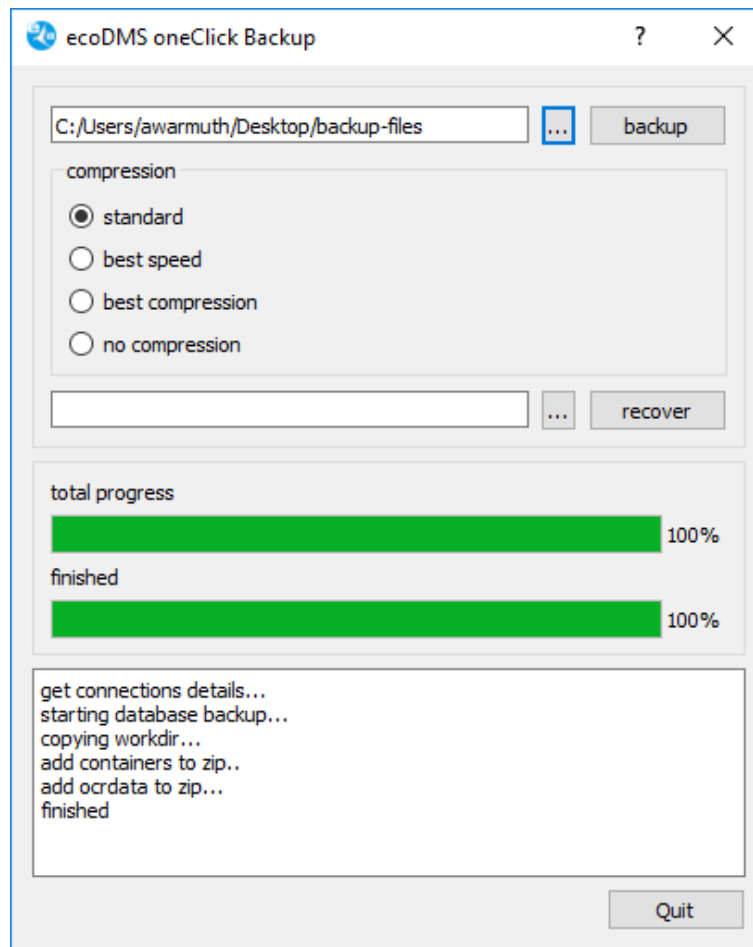 ecoDMS oneClick Backup ? ×
C:/Users/awarmuth/Desktop/backup-files ... backup
compression
standard
best speed
best compression
no compression
... recover
total progress
100%
finished
100%
get connections details...
starting database backup...
copying workdir...
add containers to zip..
add ocrdata to zip...
finished
Quit